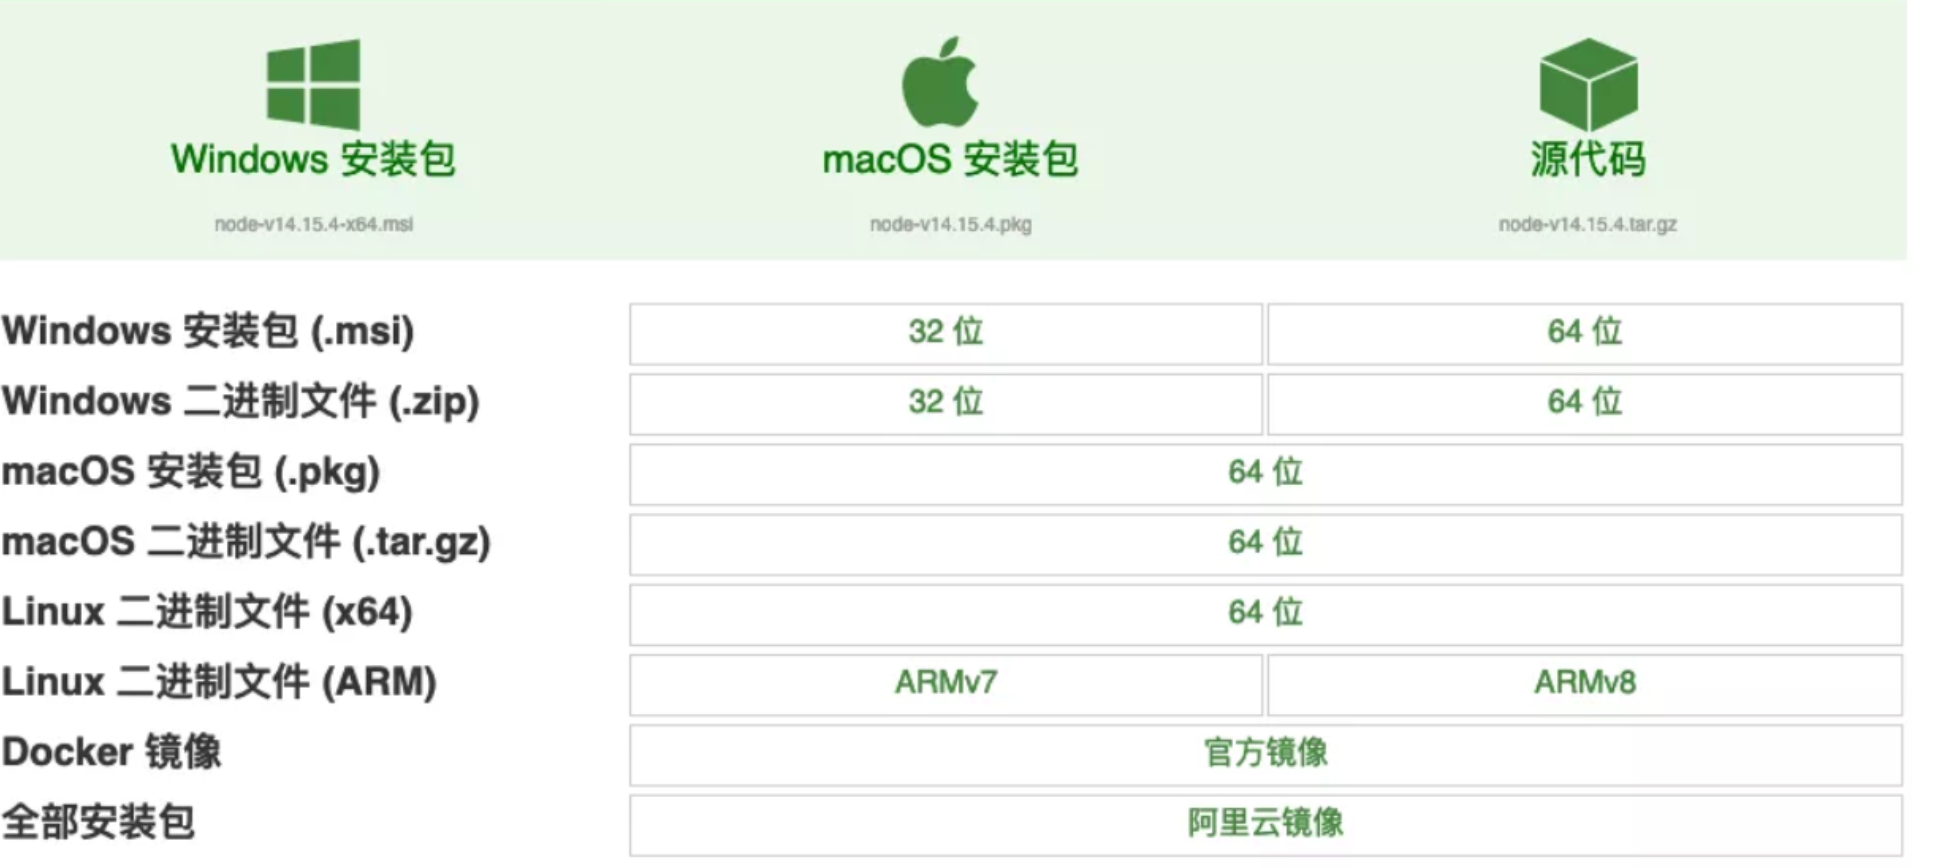 Windows 安装包 macOS 安装包 源代码
node-v14.15.4-x64.msi node-v14.15.4.pkg node-v14.15.4.tar.gz
Windows 安装包 (.msi) 32 位 64 位
Windows 二进制文件 (.zip) 32 位 64 位
macOS 安装包 (.pkg) 64 位
macOS 二进制文件 (.tar.gz) 64 位
Linux 二进制文件 (x64) 64 位
Linux 二进制文件 (ARM) ARMv7 ARMv8
Docker 镜像 官方镜像
全部安装包 阿里云镜像